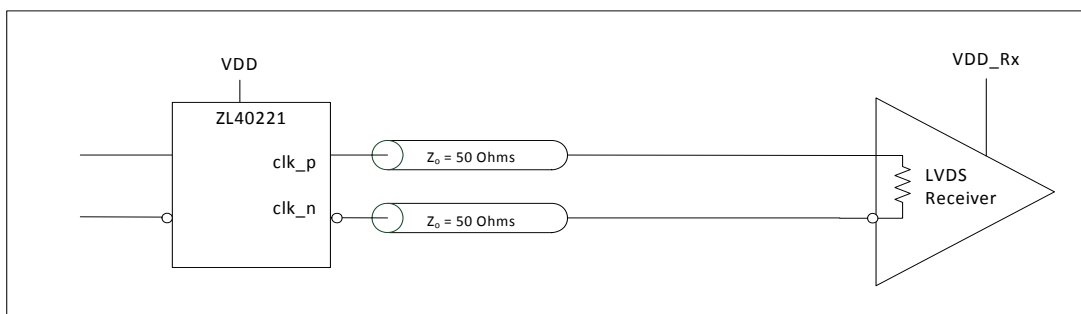 VDD
VDD_Rx
ZL40221
clk_p
Zₒ = 50 Ohms
LVDS
Receiver
clk_n
Zₒ = 50 Ohms